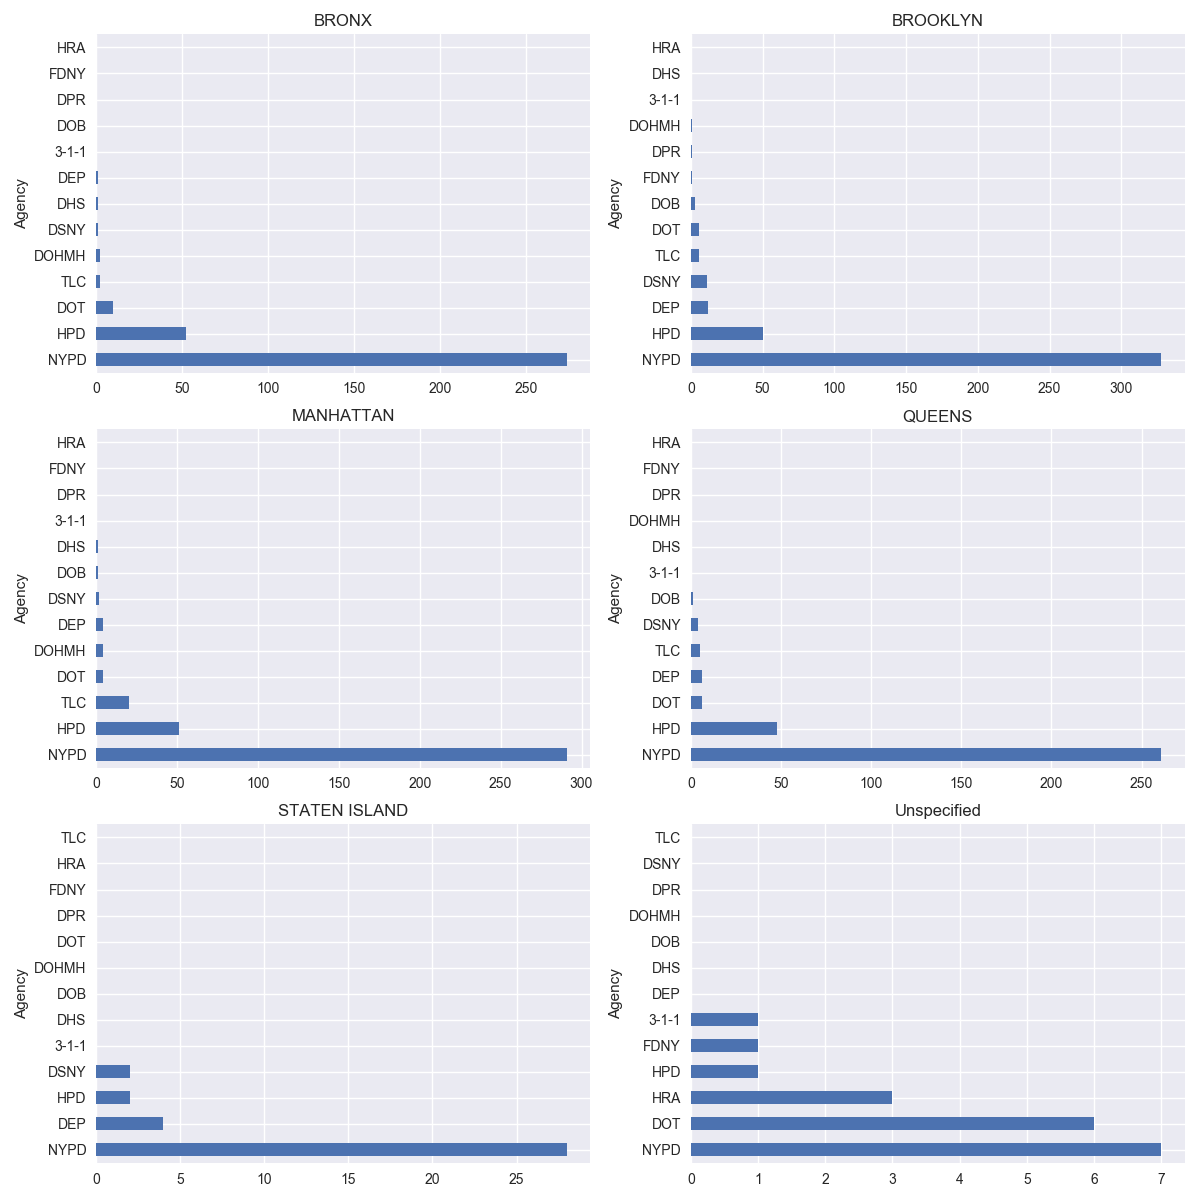 BRONX
HRA
FDNY
DPR
DOB
3-1-1
DEP
DHS
DSNY
DOHMH
TLC
DOT
HPD
NYPD
Agency
0 50 100 150 200 250
BROOKLYN
HRA
DHS
3-1-1
DOHMH
DPR
FDNY
DOB
DOT
TLC
DSNY
DEP
HPD
NYPD
Agency
0 50 100 150 200 250 300
MANHATTAN
HRA
FDNY
DPR
3-1-1
DHS
DOB
DSNY
DEP
DOHMH
DOT
TLC
HPD
NYPD
Agency
0 50 100 150 200 250 300
QUEENS
HRA
FDNY
DPR
DOHMH
DHS
3-1-1
DOB
DSNY
TLC
DEP
DOT
HPD
NYPD
Agency
0 50 100 150 200 250
STATEN ISLAND
TLC
HRA
FDNY
DPR
DOT
DOHMH
DOB
DHS
3-1-1
DSNY
HPD
DEP
NYPD
Agency
0 5 10 15 20 25
Unspecified
TLC
DSNY
DPR
DOHMH
DOB
DHS
DEP
3-1-1
FDNY
HPD
HRA
DOT
NYPD
Agency
0 1 2 3 4 5 6 7